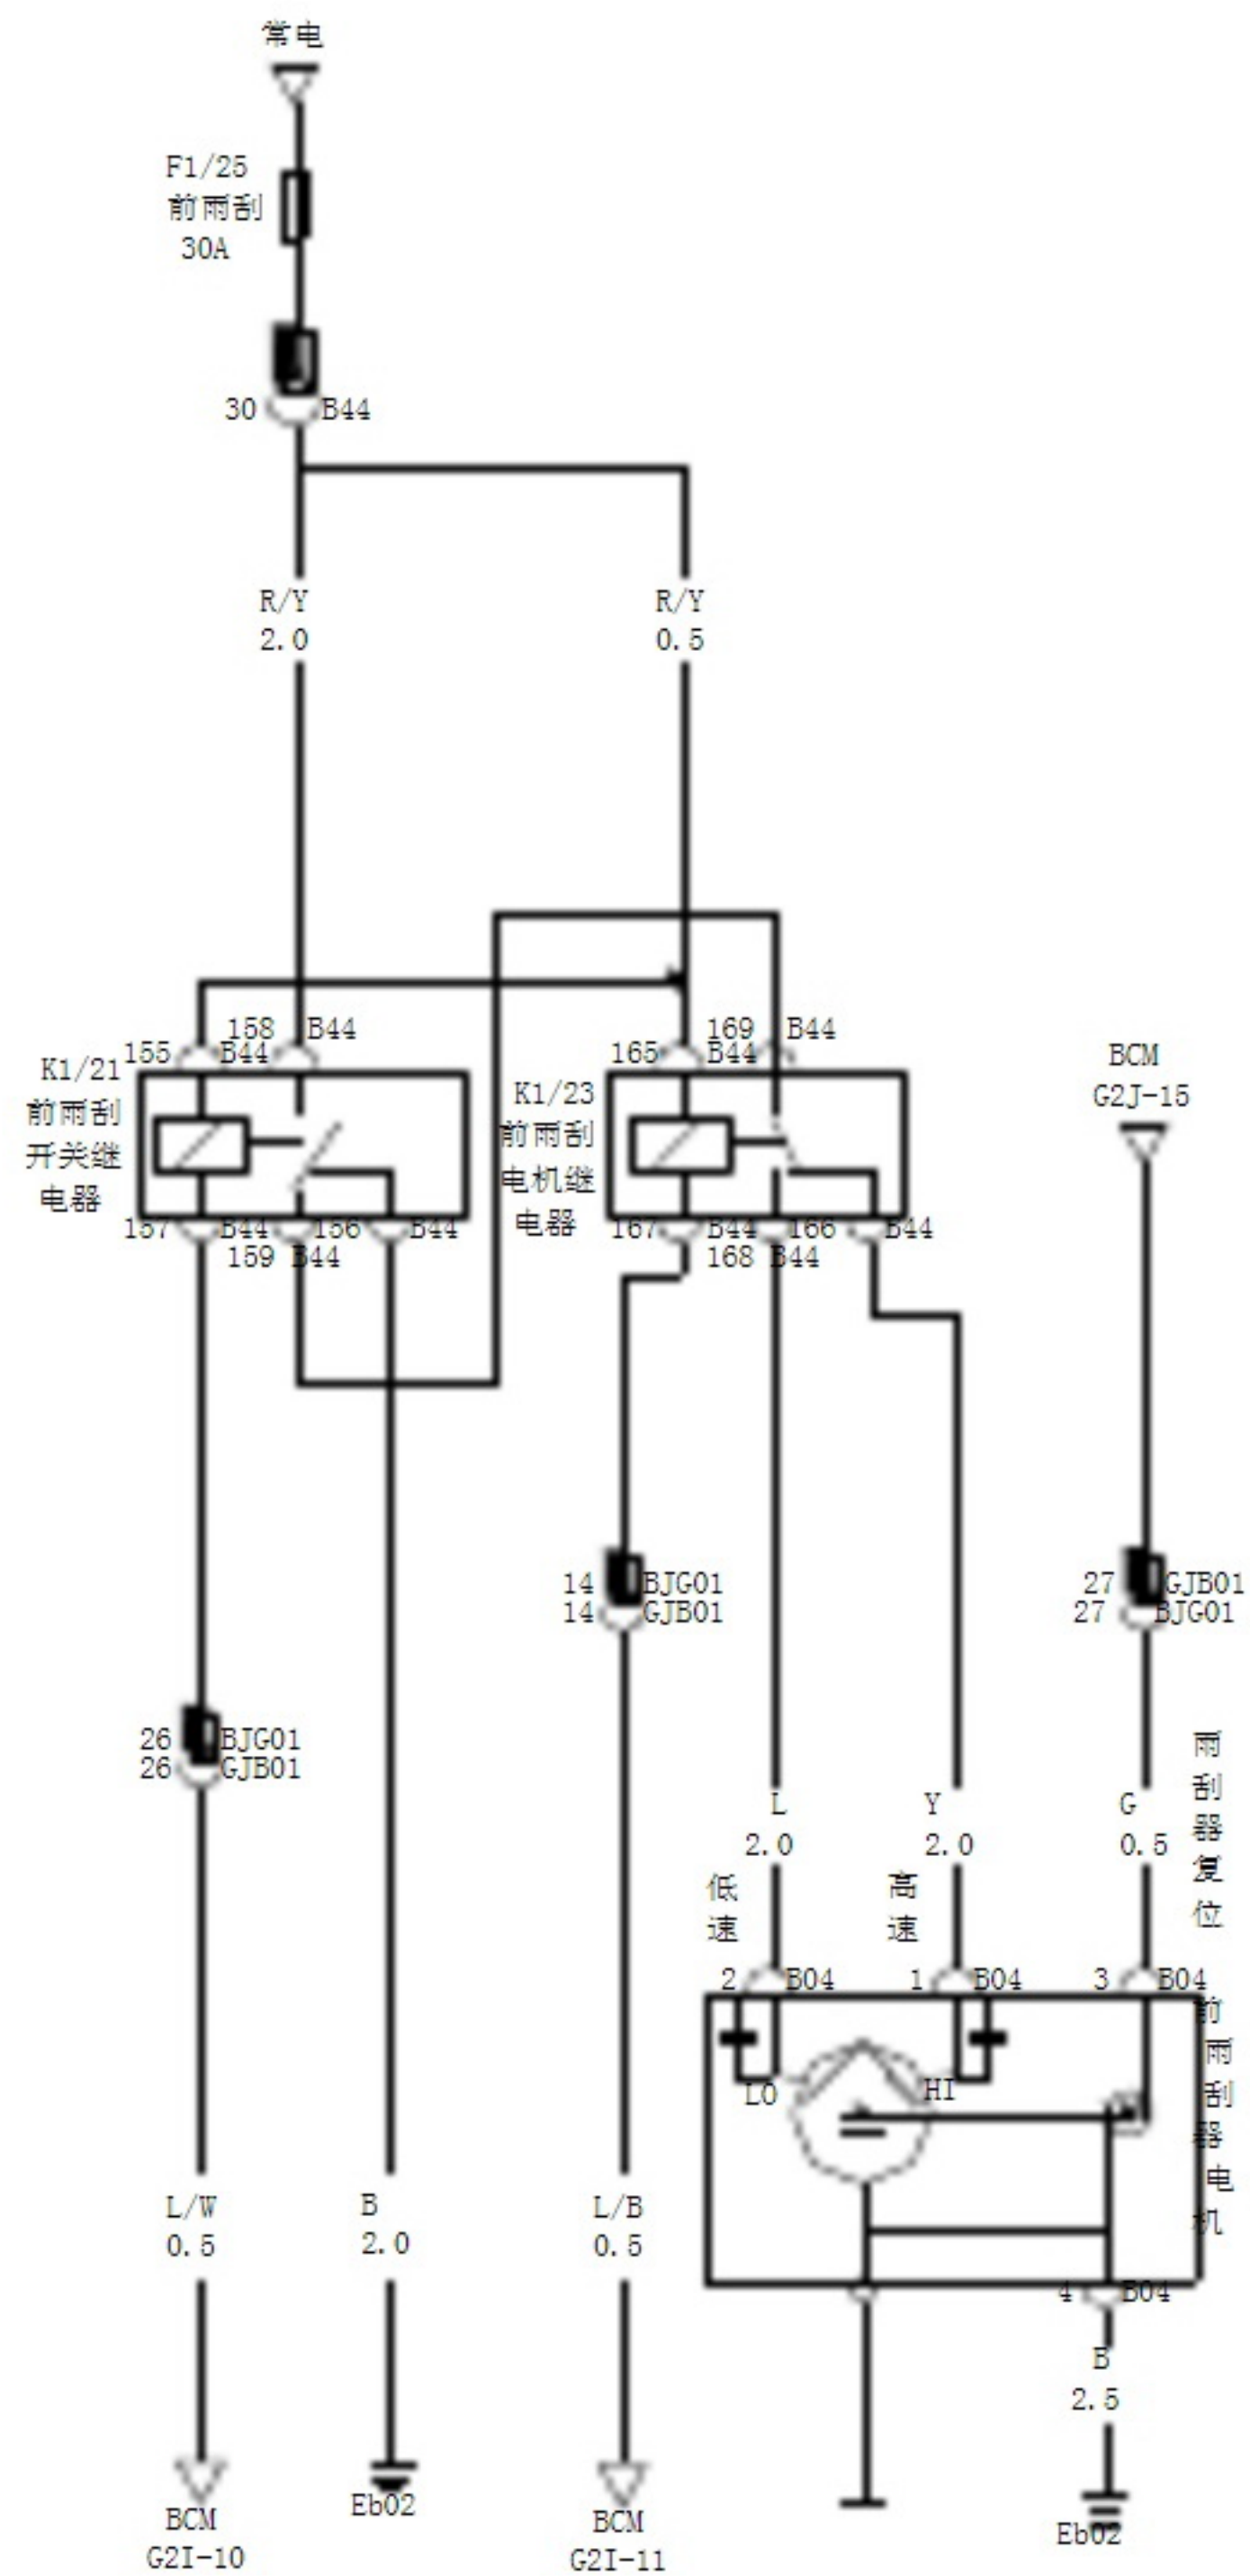 常电
F1/25
前雨刮
30A
30 B44
R/Y
2.0
R/Y
0.5
158 B44
155 B44
K1/21
前雨刮
开关继
电器
169 B44
165 B44
K1/23
前雨刮
电机继
电器
BCM
G2J-15
157 B44 156 B44
159 B44
167 B44 166 B44
168 B44
14 BJG01
14 GJB01
27 GJB01
27 BJG01
26 BJG01
26 GJB01
L
2.0
低速
Y
2.0
高速
G
0.5
雨刮器复位
2 B04
1 B04
3 B04
前雨刮器电机
LO
HI
4 B04
L/W
0.5
B
2.0
L/B
0.5
B
2.5
BCM
G2I-10
Eb02
BCM
G2I-11
Eb02